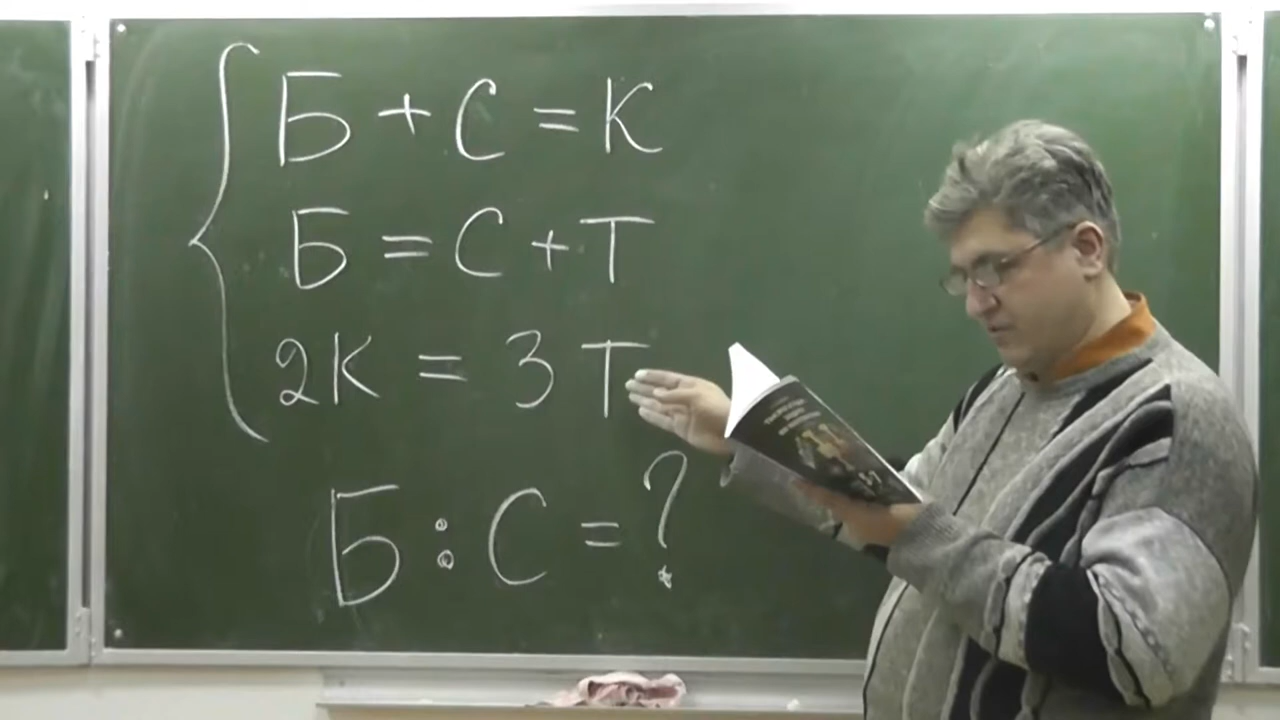 Б + С = К
Б = С + Т
2К = 3Т
Б : С = ?